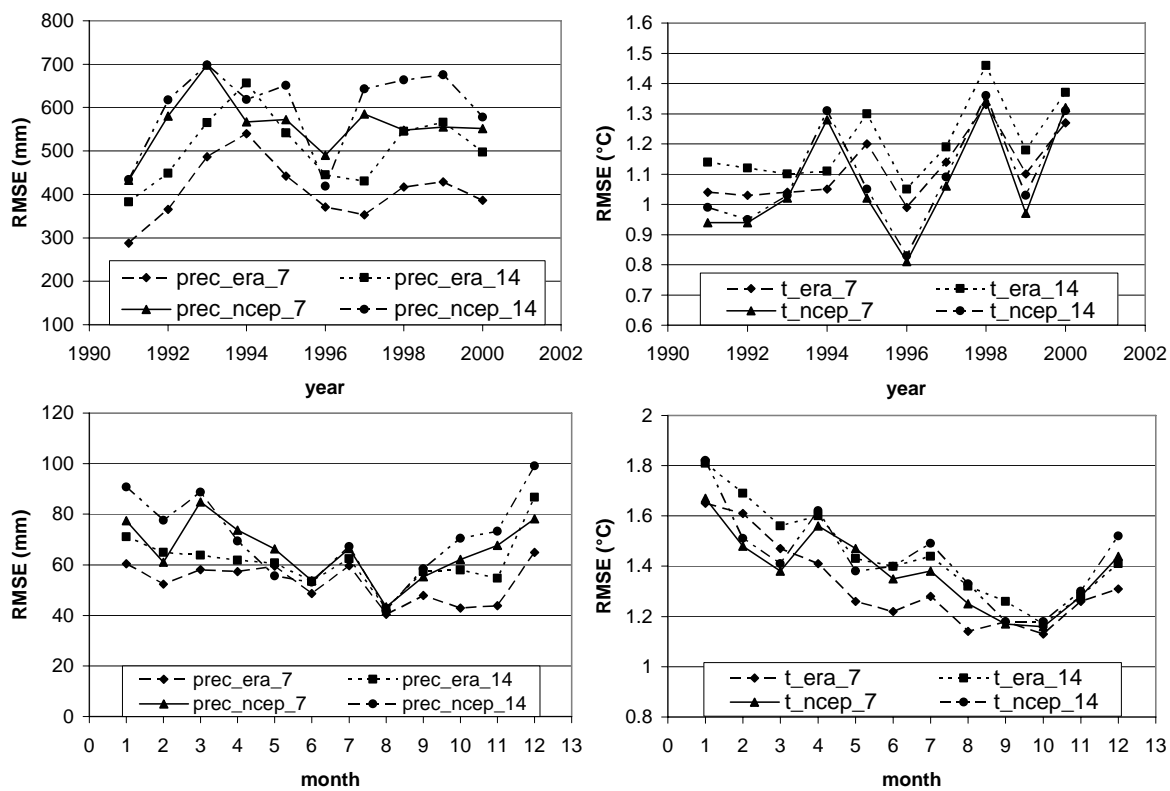 RMSE (mm)
800
700
600
500
400
300
200
100
prec_era_7
prec_era_14
prec_ncep_7
prec_ncep_14
1990 1992 1994 1996 1998 2000 2002
year
RMSE (°C)
1.6
1.5
1.4
1.3
1.2
1.1
1
0.9
0.8
0.7
0.6
t_era_7
t_era_14
t_ncep_7
t_ncep_14
1990 1992 1994 1996 1998 2000 2002
year
RMSE (mm)
120
100
80
60
40
20
0
prec_era_7
prec_era_14
prec_ncep_7
prec_ncep_14
0 1 2 3 4 5 6 7 8 9 10 11 12 13
month
RMSE (°C)
2
1.8
1.6
1.4
1.2
1
0.8
t_era_7
t_era_14
t_ncep_7
t_ncep_14
0 1 2 3 4 5 6 7 8 9 10 11 12 13
month